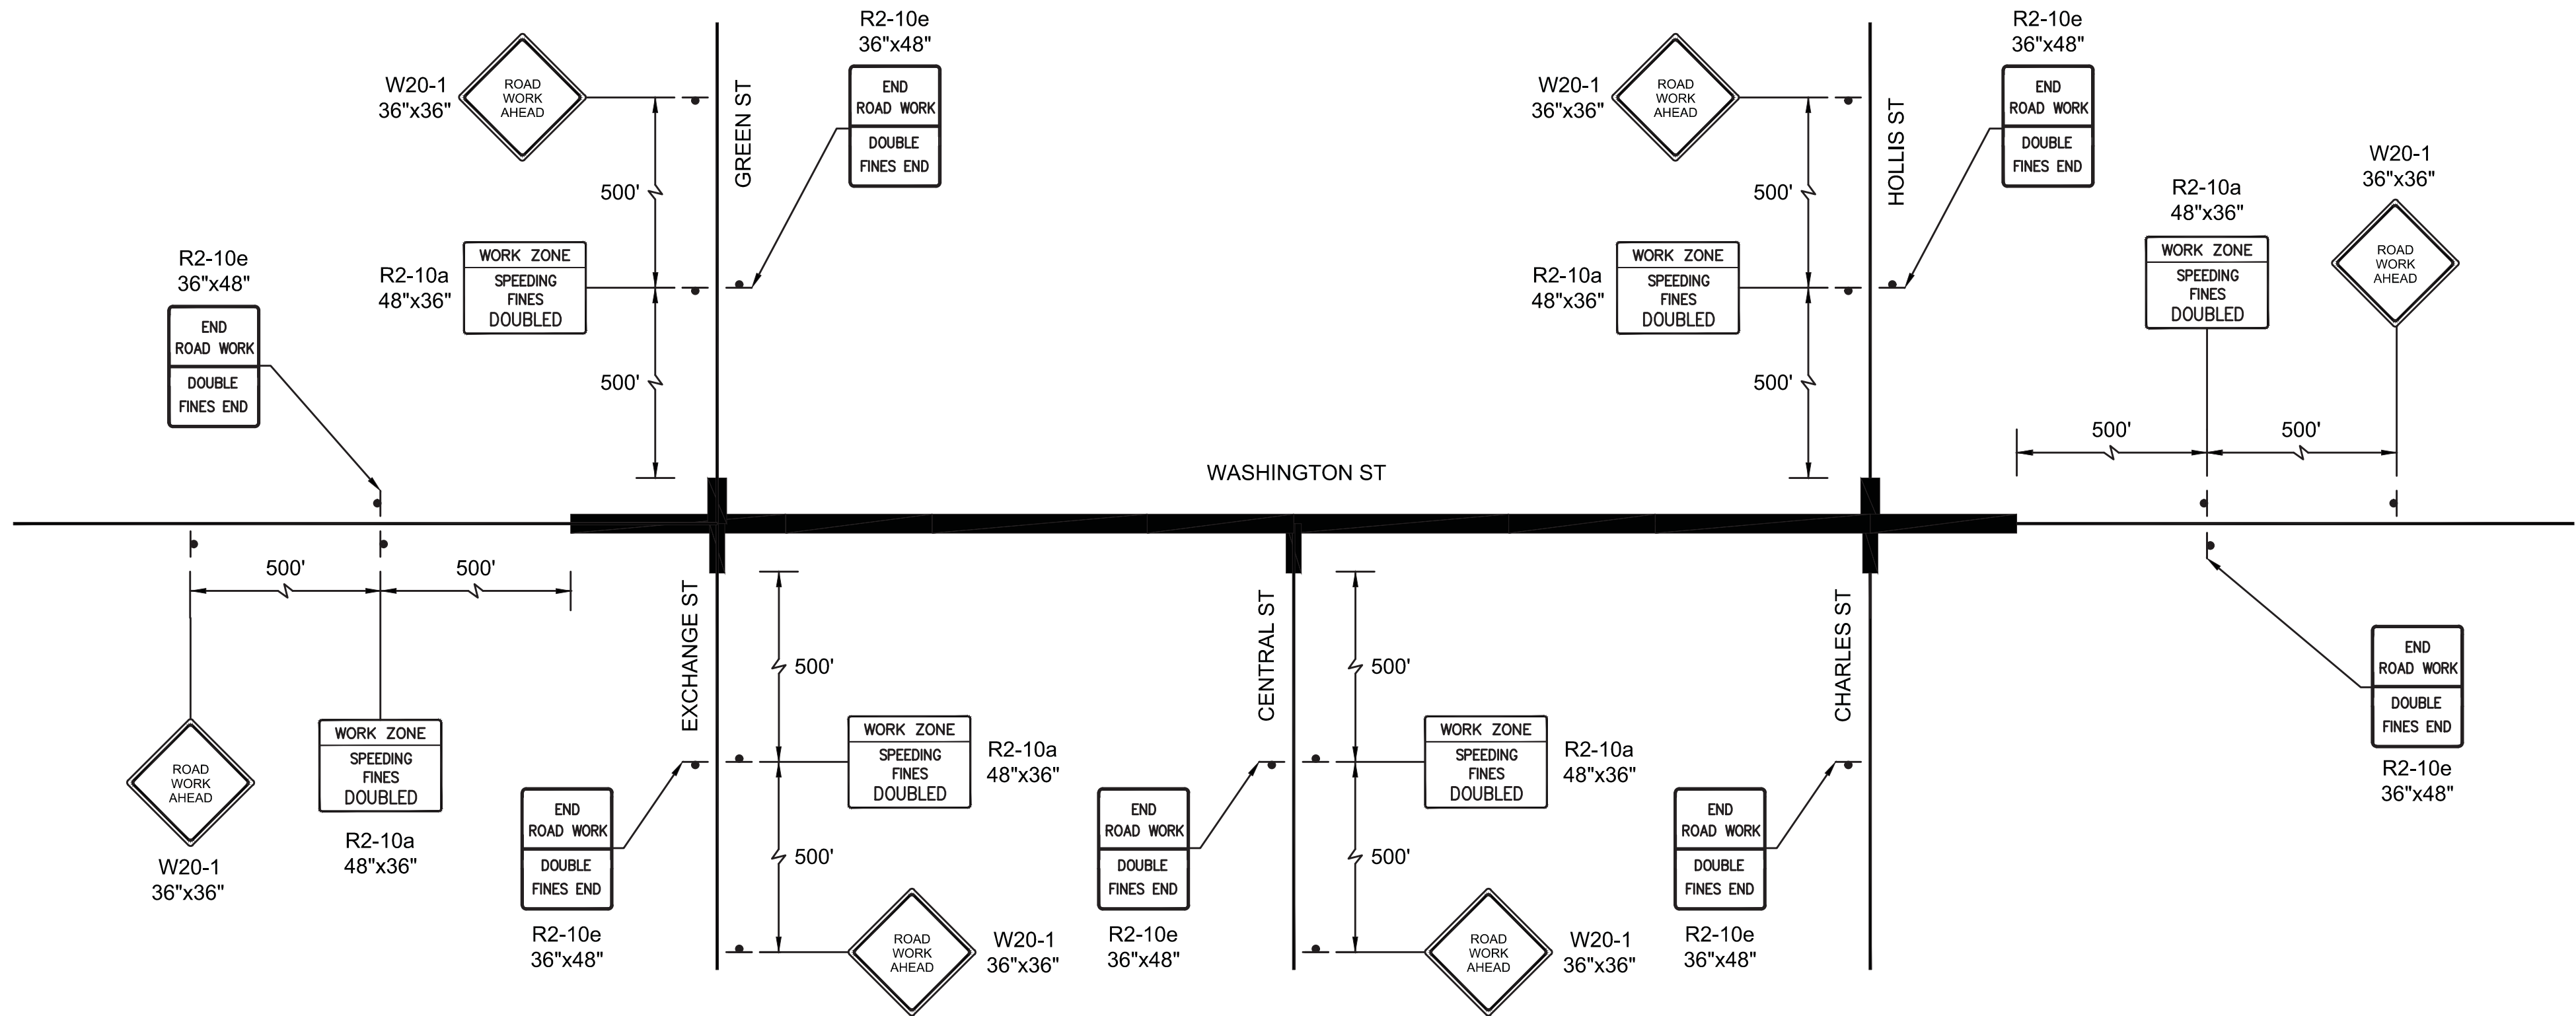 R2-10e
36"x48"
END
ROAD WORK
DOUBLE
FINES END
W20-1
36"x36"
ROAD
WORK
AHEAD
GREEN ST
500'
R2-10a
48"x36"
WORK ZONE
SPEEDING
FINES
DOUBLED
500'
R2-10e
36"x48"
END
ROAD WORK
DOUBLE
FINES END
W20-1
36"x36"
ROAD
WORK
AHEAD
HOLLIS ST
500'
R2-10a
48"x36"
WORK ZONE
SPEEDING
FINES
DOUBLED
500'
W20-1
36"x36"
ROAD
WORK
AHEAD
R2-10a
48"x36"
WORK ZONE
SPEEDING
FINES
DOUBLED
500'
500'
R2-10e
36"x48"
END
ROAD WORK
DOUBLE
FINES END
WASHINGTON ST
500'
500'
ROAD
WORK
AHEAD
W20-1
36"x36"
WORK ZONE
SPEEDING
FINES
DOUBLED
R2-10a
48"x36"
EXCHANGE ST
500'
WORK ZONE
SPEEDING
FINES
DOUBLED
R2-10a
48"x36"
500'
END
ROAD WORK
DOUBLE
FINES END
R2-10e
36"x48"
ROAD
WORK
AHEAD
W20-1
36"x36"
CENTRAL ST
500'
WORK ZONE
SPEEDING
FINES
DOUBLED
R2-10a
48"x36"
500'
END
ROAD WORK
DOUBLE
FINES END
R2-10e
36"x48"
ROAD
WORK
AHEAD
W20-1
36"x36"
CHARLES ST
END
ROAD WORK
DOUBLE
FINES END
R2-10e
36"x48"
END
ROAD WORK
DOUBLE
FINES END
R2-10e
36"x48"